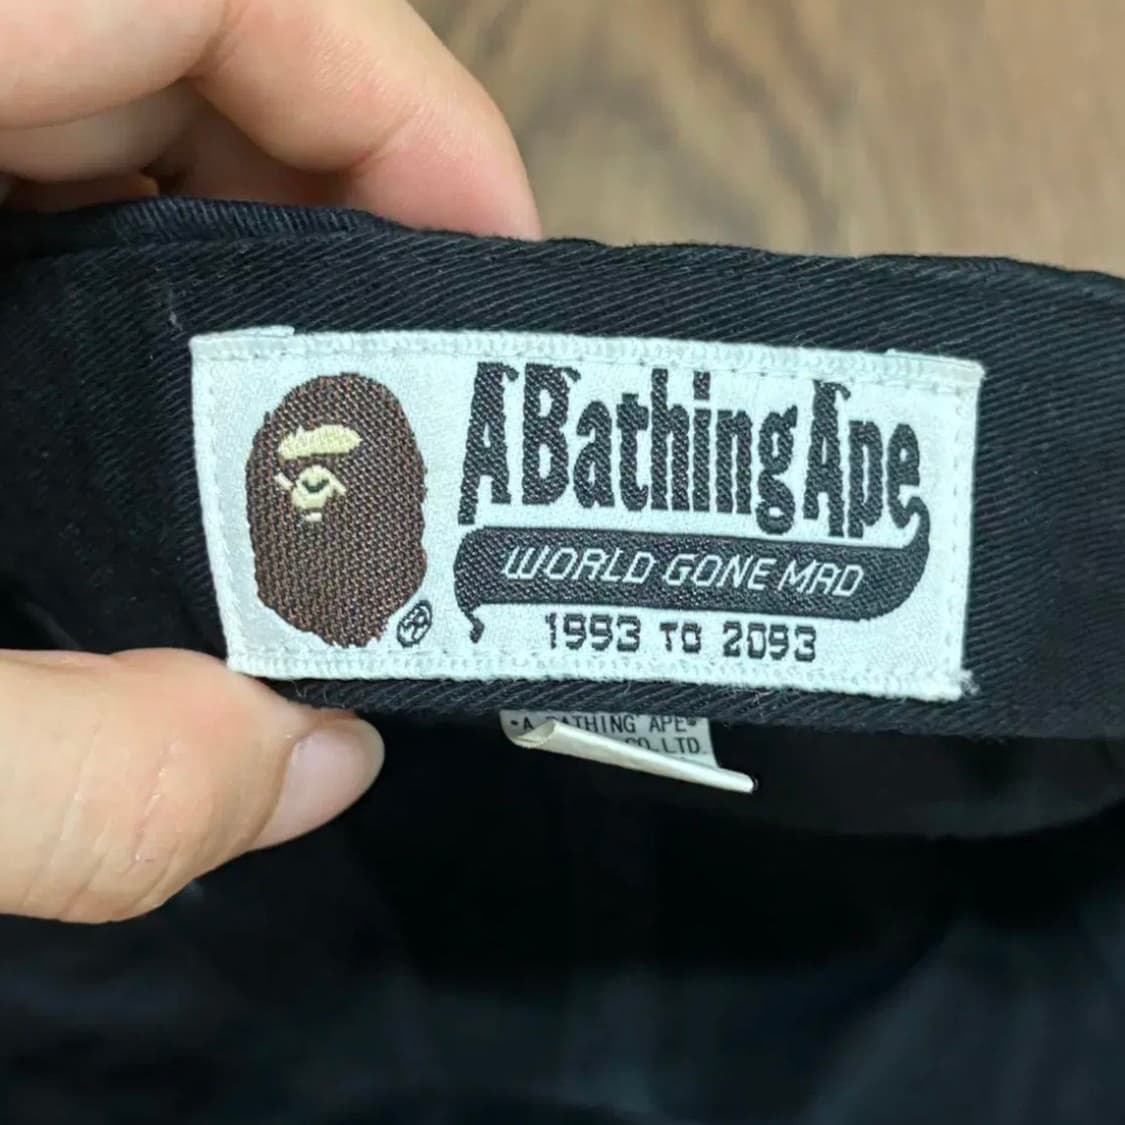 A Bathing Ape
WORLD GONE MAD
1993 TO 2093
A BATHING APE®
CO.,LTD.